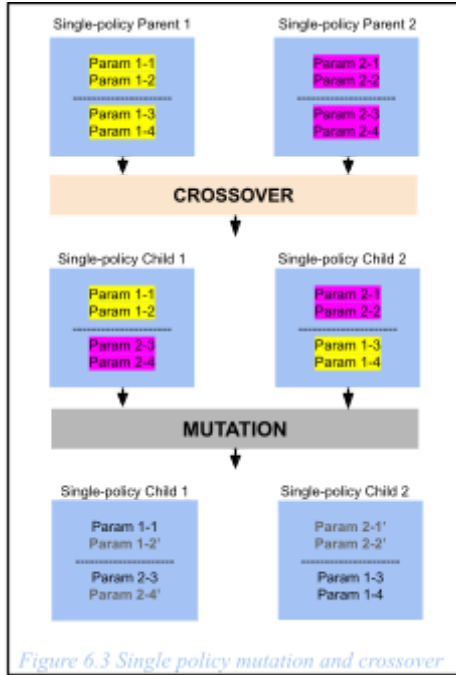 Single-policy Parent 1 Single-policy Parent 2
Param 1-1 Param 2-1
Param 1-2 Param 2-2
Param 1-3 Param 2-3
Param 1-4 Param 2-4
CROSSOVER
Single-policy Child 1 Single-policy Child 2
Param 1-1 Param 2-1
Param 1-2 Param 2-2
Param 2-3 Param 1-3
Param 2-4 Param 1-4
MUTATION
Single-policy Child 1 Single-policy Child 2
Param 1-1 Param 2-1'
Param 1-2' Param 2-2'
Param 2-3 Param 1-3
Param 2-4' Param 1-4
Figure 6.3 Single policy mutation and crossover